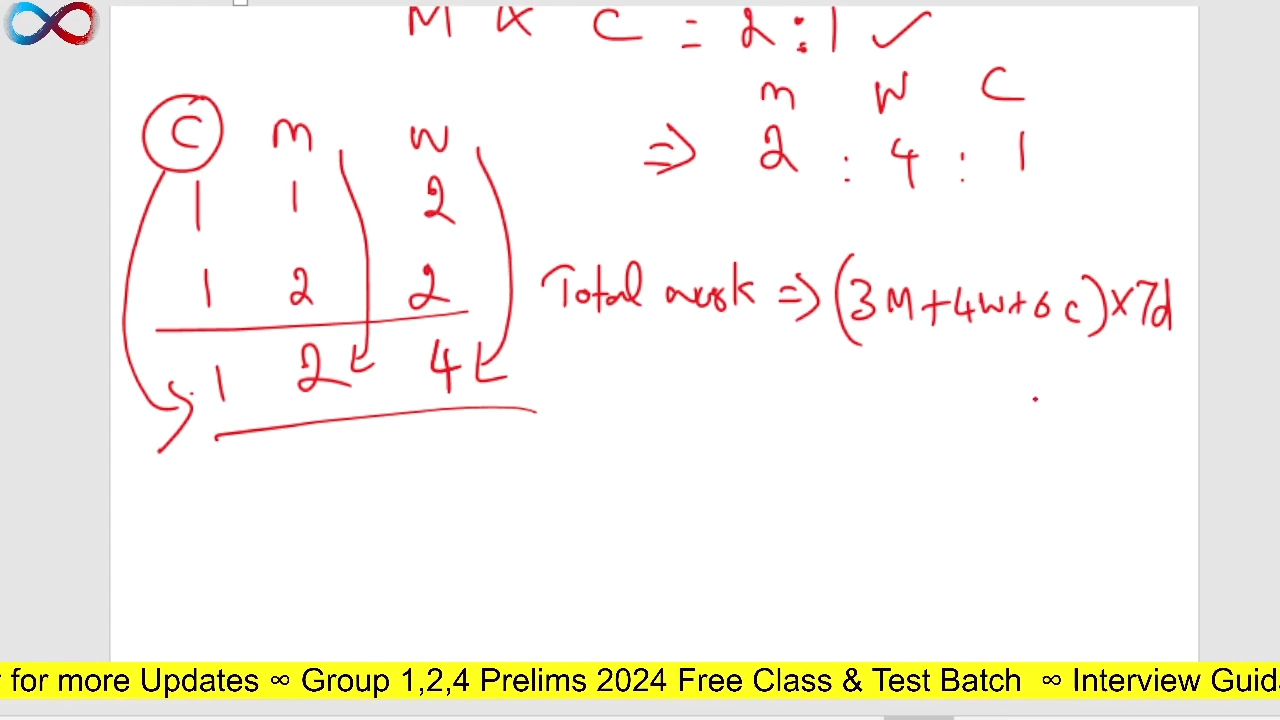 M & C = 2 : 1 ✓
m W C
⇒ 2 : 4 : 1
C m W
1 1 2
1 2 2
1 2 4
Total work ⇒ (3M+4W+6C)×7d
for more Updates ∞ Group 1,2,4 Prelims 2024 Free Class & Test Batch ∞ Interview Guid